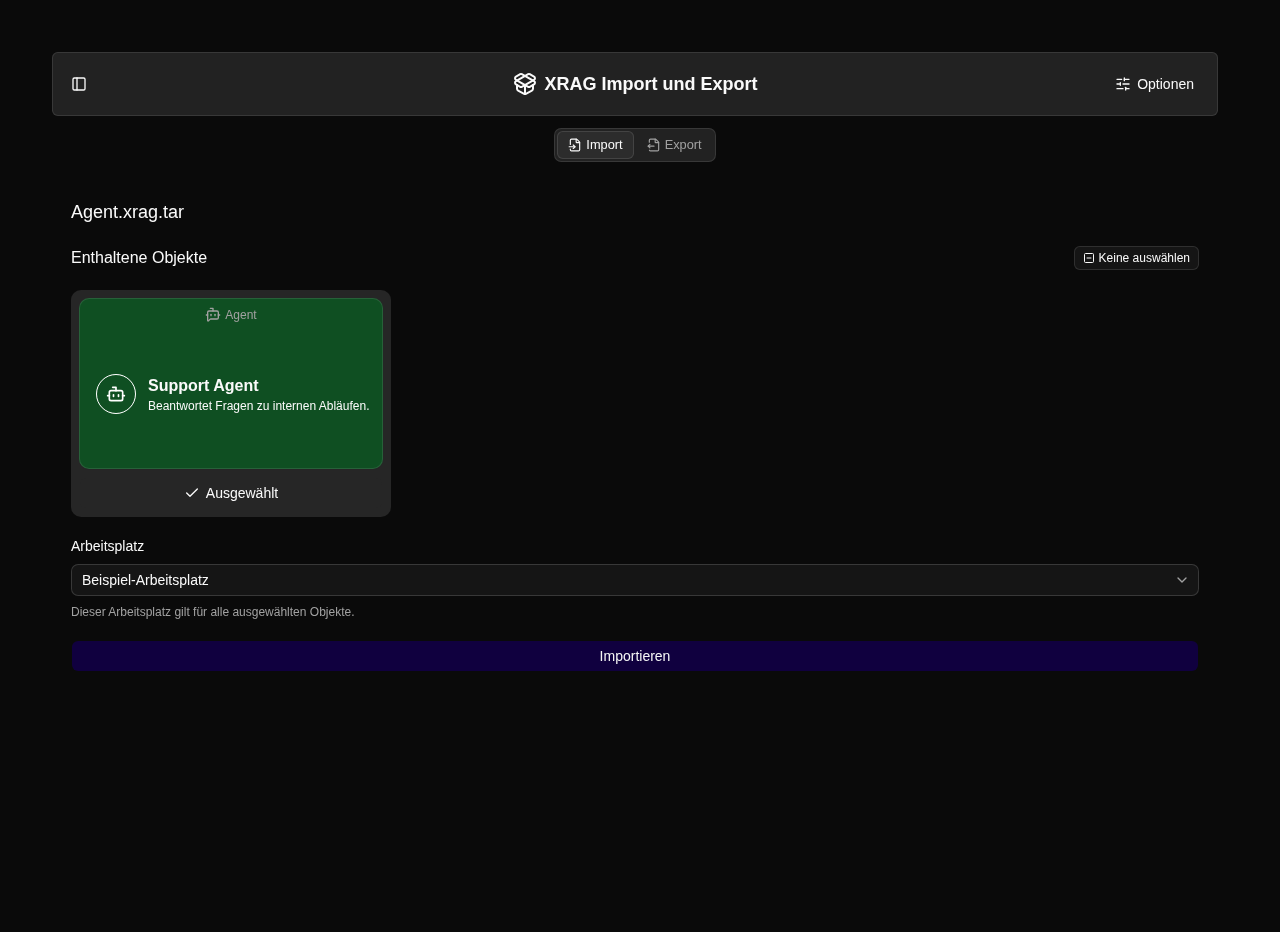 XRAG Import und Export
Optionen
Import
Export
Agent.xrag.tar
Enthaltene Objekte
Keine auswählen
Agent
Support Agent
Beantwortet Fragen zu internen Abläufen.
Ausgewählt
Arbeitsplatz
Beispiel-Arbeitsplatz
Dieser Arbeitsplatz gilt für alle ausgewählten Objekte.
Importieren